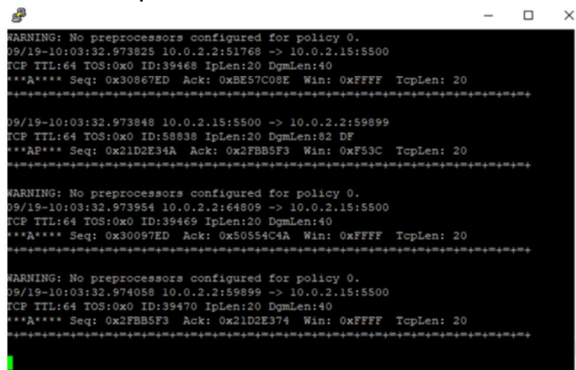 WARNING: No preprocessors configured for policy 0.
09/19-10:03:32.973825 10.0.2.2:51768 -> 10.0.2.15:5500
TCP TTL:64 TOS:0x0 ID:39468 IpLen:20 DgmLen:40
***A**** Seq: 0x30867ED Ack: 0xBE57C08E Win: 0xFFFF TcpLen: 20
=+=+=+=+=+=+=+=+=+=+=+=+=+=+=+=+=+=+=+=+=+=+=+=+=+=+=+=+=+=+=+=+=+=+=+=+=+
09/19-10:03:32.973848 10.0.2.15:5500 -> 10.0.2.2:59899
TCP TTL:64 TOS:0x0 ID:58838 IpLen:20 DgmLen:82 DF
***AP*** Seq: 0x21D2E34A Ack: 0x2FBB5F3 Win: 0xF53C TcpLen: 20
=+=+=+=+=+=+=+=+=+=+=+=+=+=+=+=+=+=+=+=+=+=+=+=+=+=+=+=+=+=+=+=+=+=+=+=+=+
WARNING: No preprocessors configured for policy 0.
09/19-10:03:32.973954 10.0.2.2:64809 -> 10.0.2.15:5500
TCP TTL:64 TOS:0x0 ID:39469 IpLen:20 DgmLen:40
***A**** Seq: 0x30097ED Ack: 0x50554C4A Win: 0xFFFF TcpLen: 20
=+=+=+=+=+=+=+=+=+=+=+=+=+=+=+=+=+=+=+=+=+=+=+=+=+=+=+=+=+=+=+=+=+=+=+=+=+
WARNING: No preprocessors configured for policy 0.
09/19-10:03:32.974058 10.0.2.2:59899 -> 10.0.2.15:5500
TCP TTL:64 TOS:0x0 ID:39470 IpLen:20 DgmLen:40
***A**** Seq: 0x2FBB5F3 Ack: 0x21D2E374 Win: 0xFFFF TcpLen: 20
=+=+=+=+=+=+=+=+=+=+=+=+=+=+=+=+=+=+=+=+=+=+=+=+=+=+=+=+=+=+=+=+=+=+=+=+=+